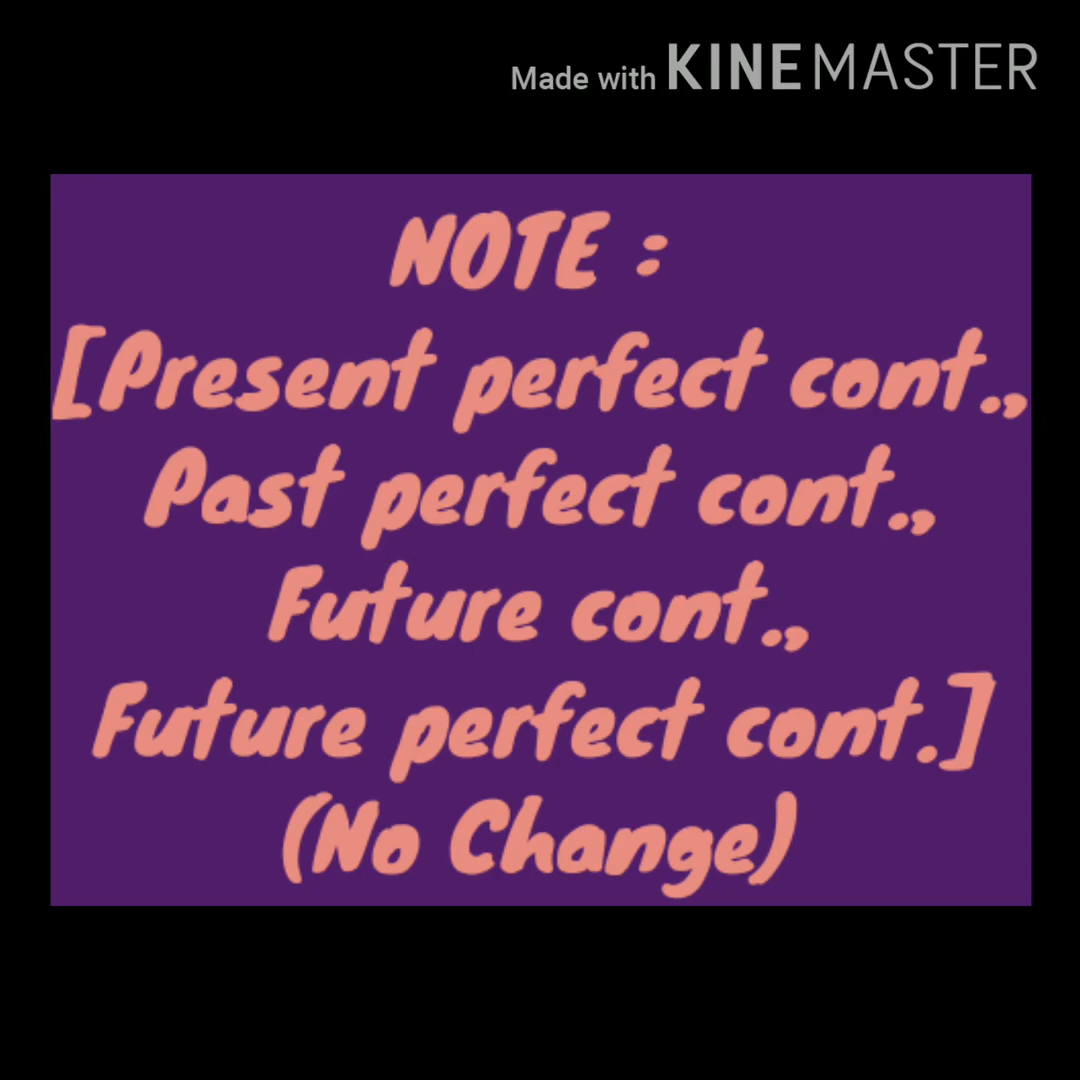 Made with KINEMASTER
NOTE :
[Present perfect cont.,
Past perfect cont.,
Future cont.,
Future perfect cont.]
(No Change)